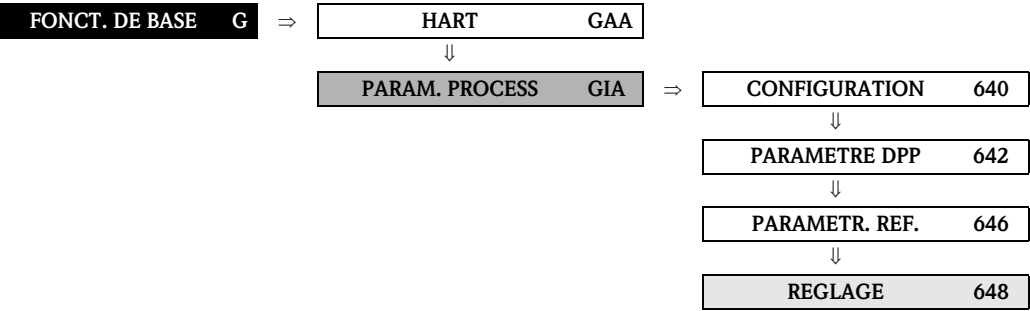 FONCT. DE BASE G ⇒ HART GAA
⇓
PARAM. PROCESS GIA ⇒ CONFIGURATION 640
⇓
PARAMETRE DPP 642
⇓
PARAMETR. REF. 646
⇓
REGLAGE 648